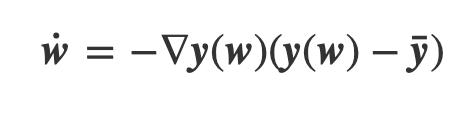 ẇ = −∇y(w)(y(w) − ȳ)